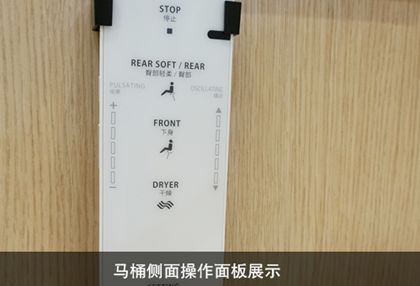 STOP
停止
REAR SOFT / REAR
臀部轻柔 / 臀部
PULSATING
OSCILLATING
FRONT
下身
DRYER
干燥
马桶侧面操作面板展示